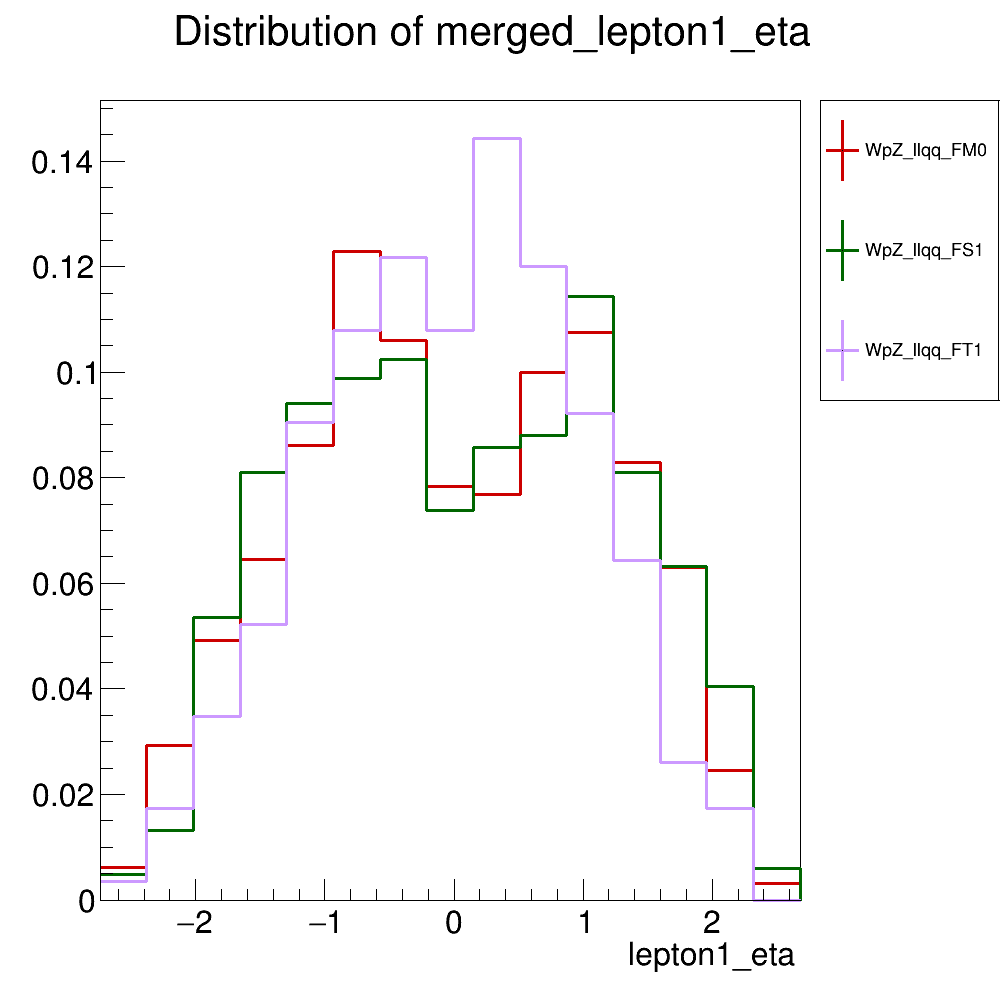 Distribution of merged_lepton1_eta
0.14
0.12
0.1
0.08
0.06
0.04
0.02
0
−2
−1
0
1
2
lepton1_eta
WpZ_llqq_FM0
WpZ_llqq_FS1
WpZ_llqq_FT1